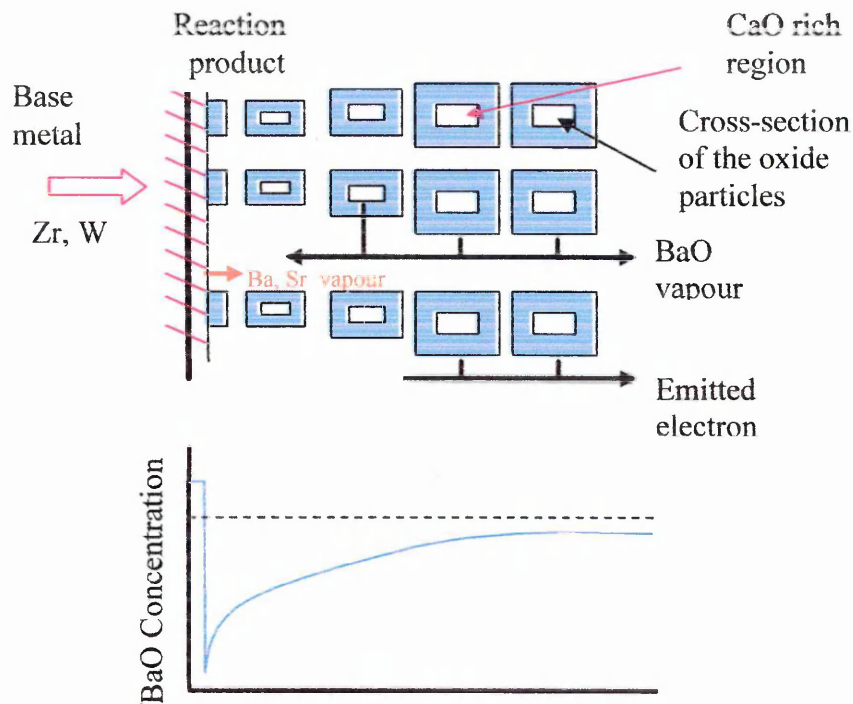 Reaction
product
CaO rich
region
Base
metal
Cross-section
of the oxide
particles
Zr, W
BaO
vapour
Ba, Sr vapour
Emitted
electron
BaO Concentration